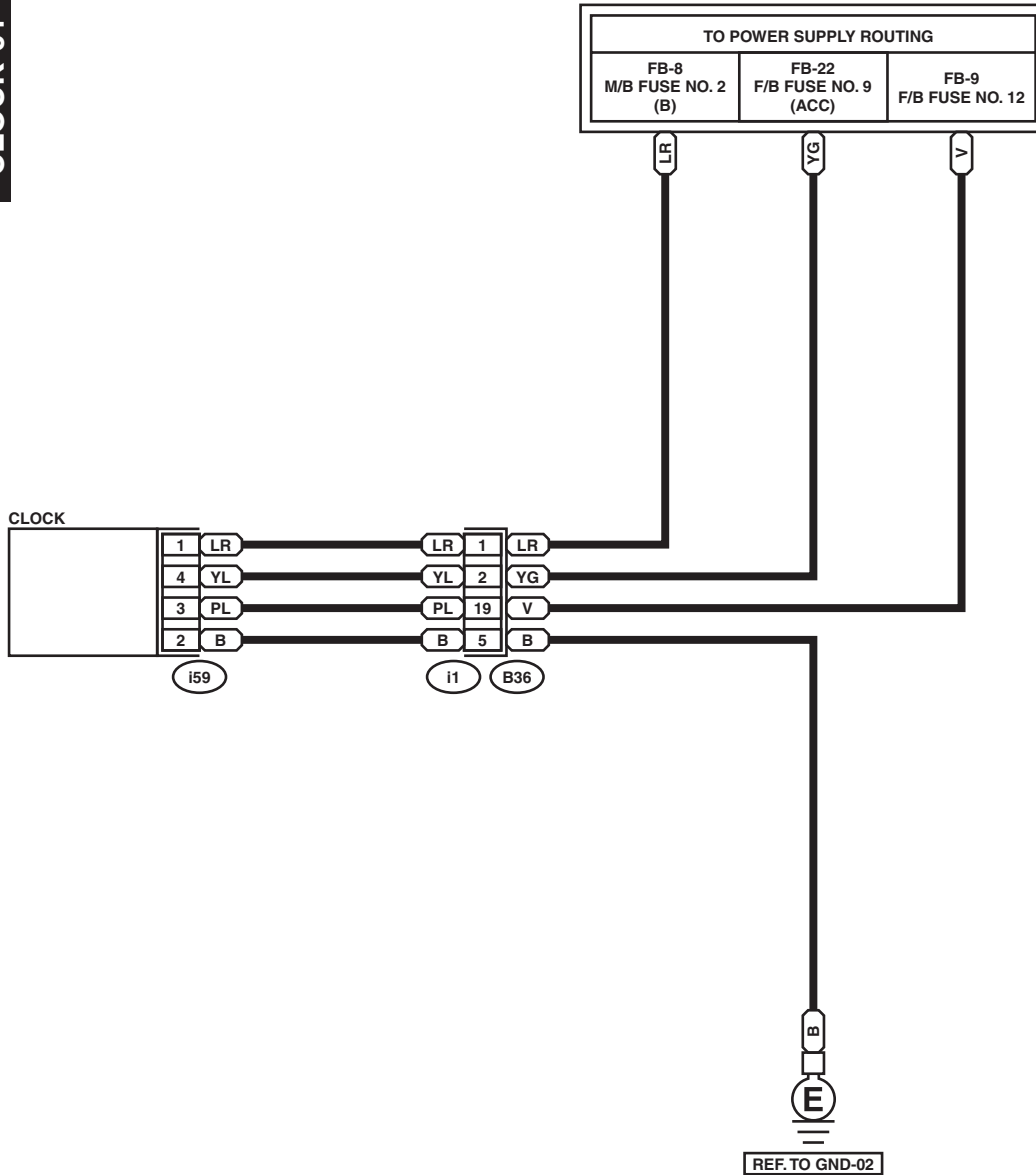 TO POWER SUPPLY ROUTING
FB-8
M/B FUSE NO. 2
(B)
FB-22
F/B FUSE NO. 9
(ACC)
FB-9
F/B FUSE NO. 12
LR
YG
V
CLOCK
1 LR LR 1 LR
4 YL YL 2 YG
3 PL PL 19 V
2 B B 5 B
i59 i1 B36
B
E
REF. TO GND-02